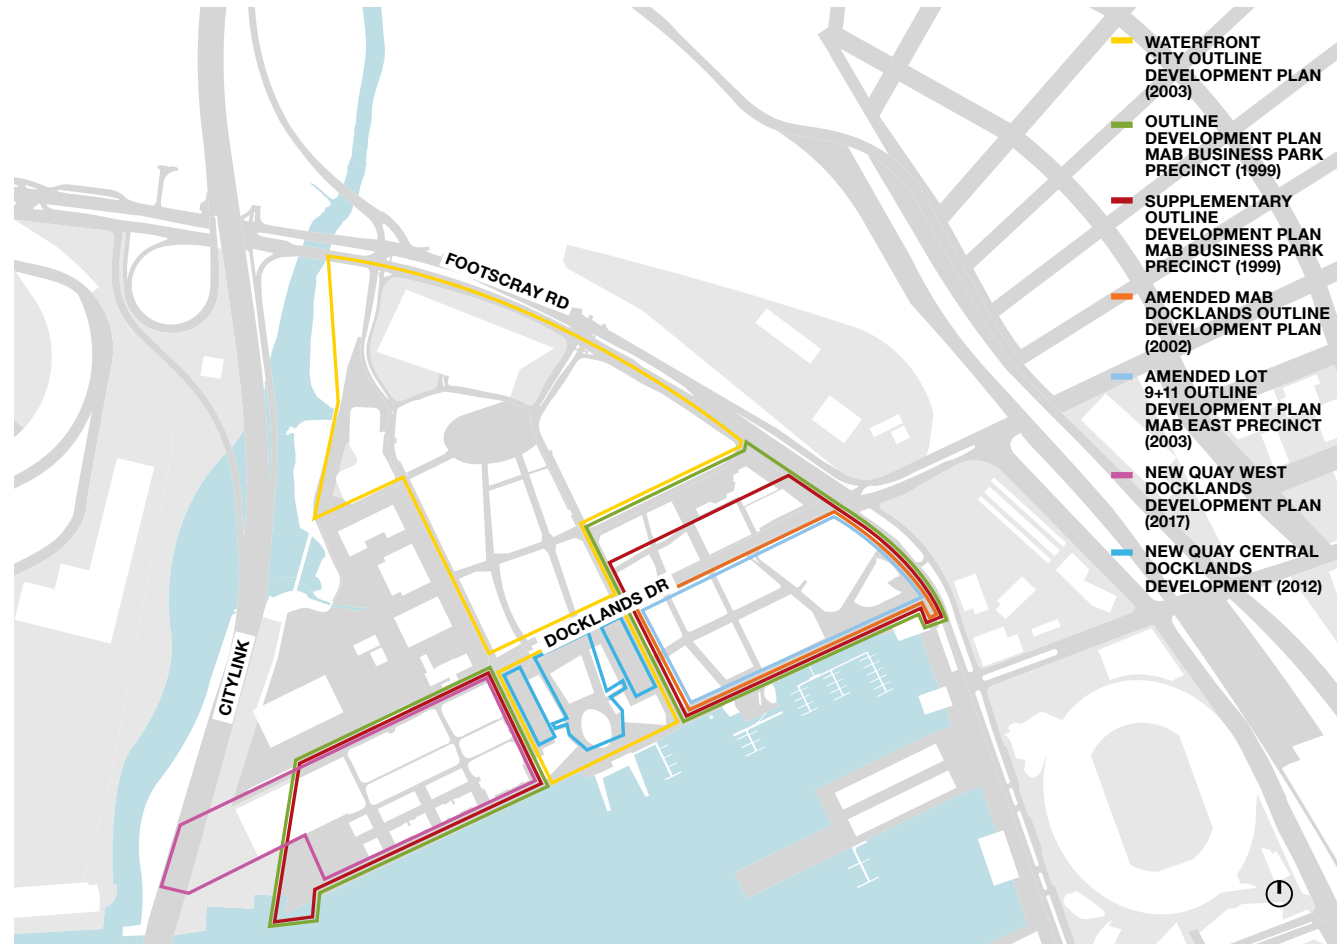 WATERFRONT
CITY OUTLINE
DEVELOPMENT PLAN
(2003)
OUTLINE
DEVELOPMENT PLAN
MAB BUSINESS PARK
PRECINCT (1999)
SUPPLEMENTARY
OUTLINE
DEVELOPMENT PLAN
MAB BUSINESS PARK
PRECINCT (1999)
AMENDED MAB
DOCKLANDS OUTLINE
DEVELOPMENT PLAN
(2002)
AMENDED LOT
9+11 OUTLINE
DEVELOPMENT PLAN
MAB EAST PRECINCT
(2003)
NEW QUAY WEST
DOCKLANDS
DEVELOPMENT PLAN
(2017)
NEW QUAY CENTRAL
DOCKLANDS
DEVELOPMENT (2012)
FOOTSCRAY RD
DOCKLANDS DR
CITYLINK